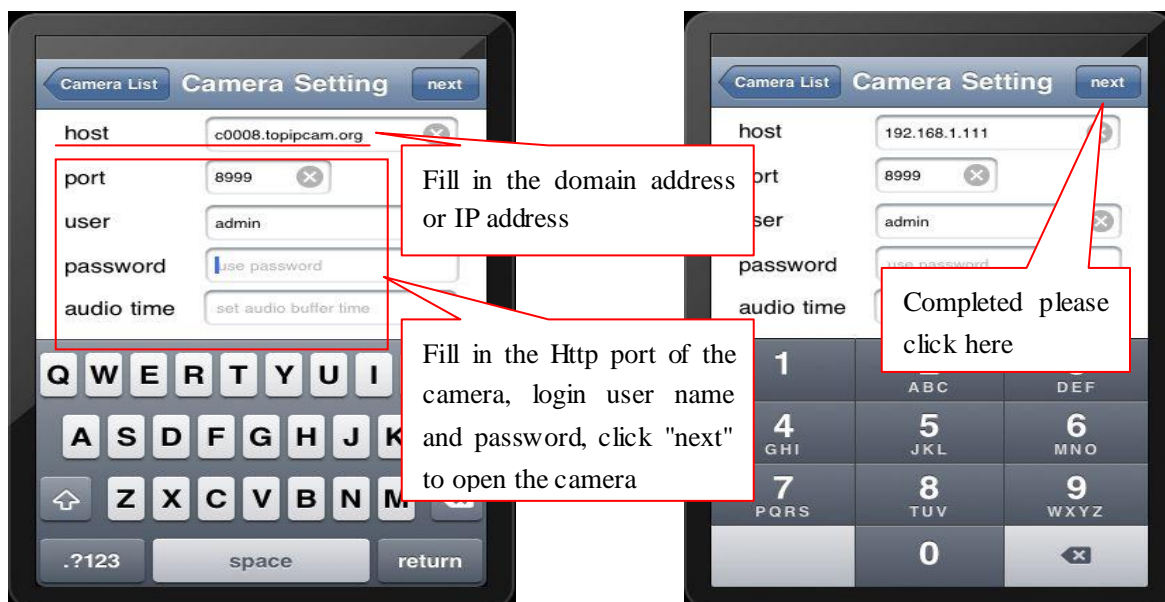 Camera List Camera Setting next
host c0008.topipcam.org
port 8999
user admin
password use password
audio time set audio buffer time
Q W E R T Y U I
A S D F G H J K
Z X C V B N M
.?123 space return
Fill in the domain address
or IP address
Fill in the Http port of the
camera, login user name
and password, click "next"
to open the camera
Camera List Camera Setting next
host 192.168.1.111
ort 8999
ser admin
password use password
audio time
Completed please
click here
1
ABC DEF
4 5 6
GHI JKL MNO
7 8 9
PQRS TUV WXYZ
0